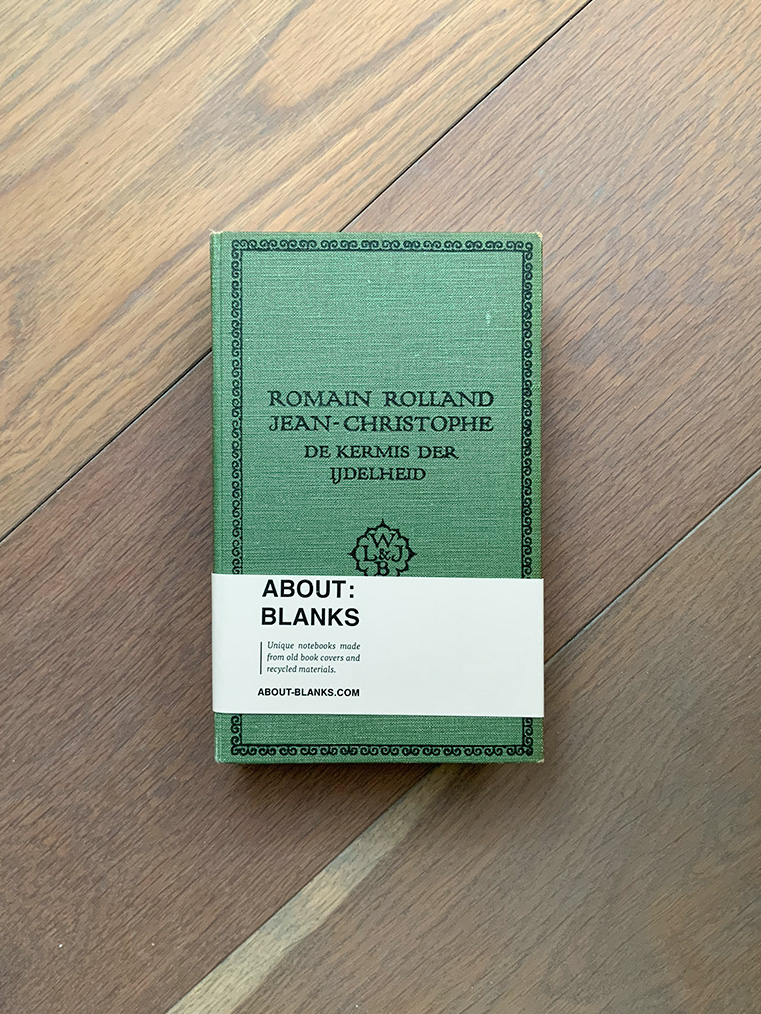 ROMAIN ROLLAND
JEAN-CHRISTOPHE
DE KERMIS DER
IJDELHEID
W
L&J
B
ABOUT:
BLANKS
Unique notebooks made
from old book covers and
recycled materials.
ABOUT-BLANKS.COM